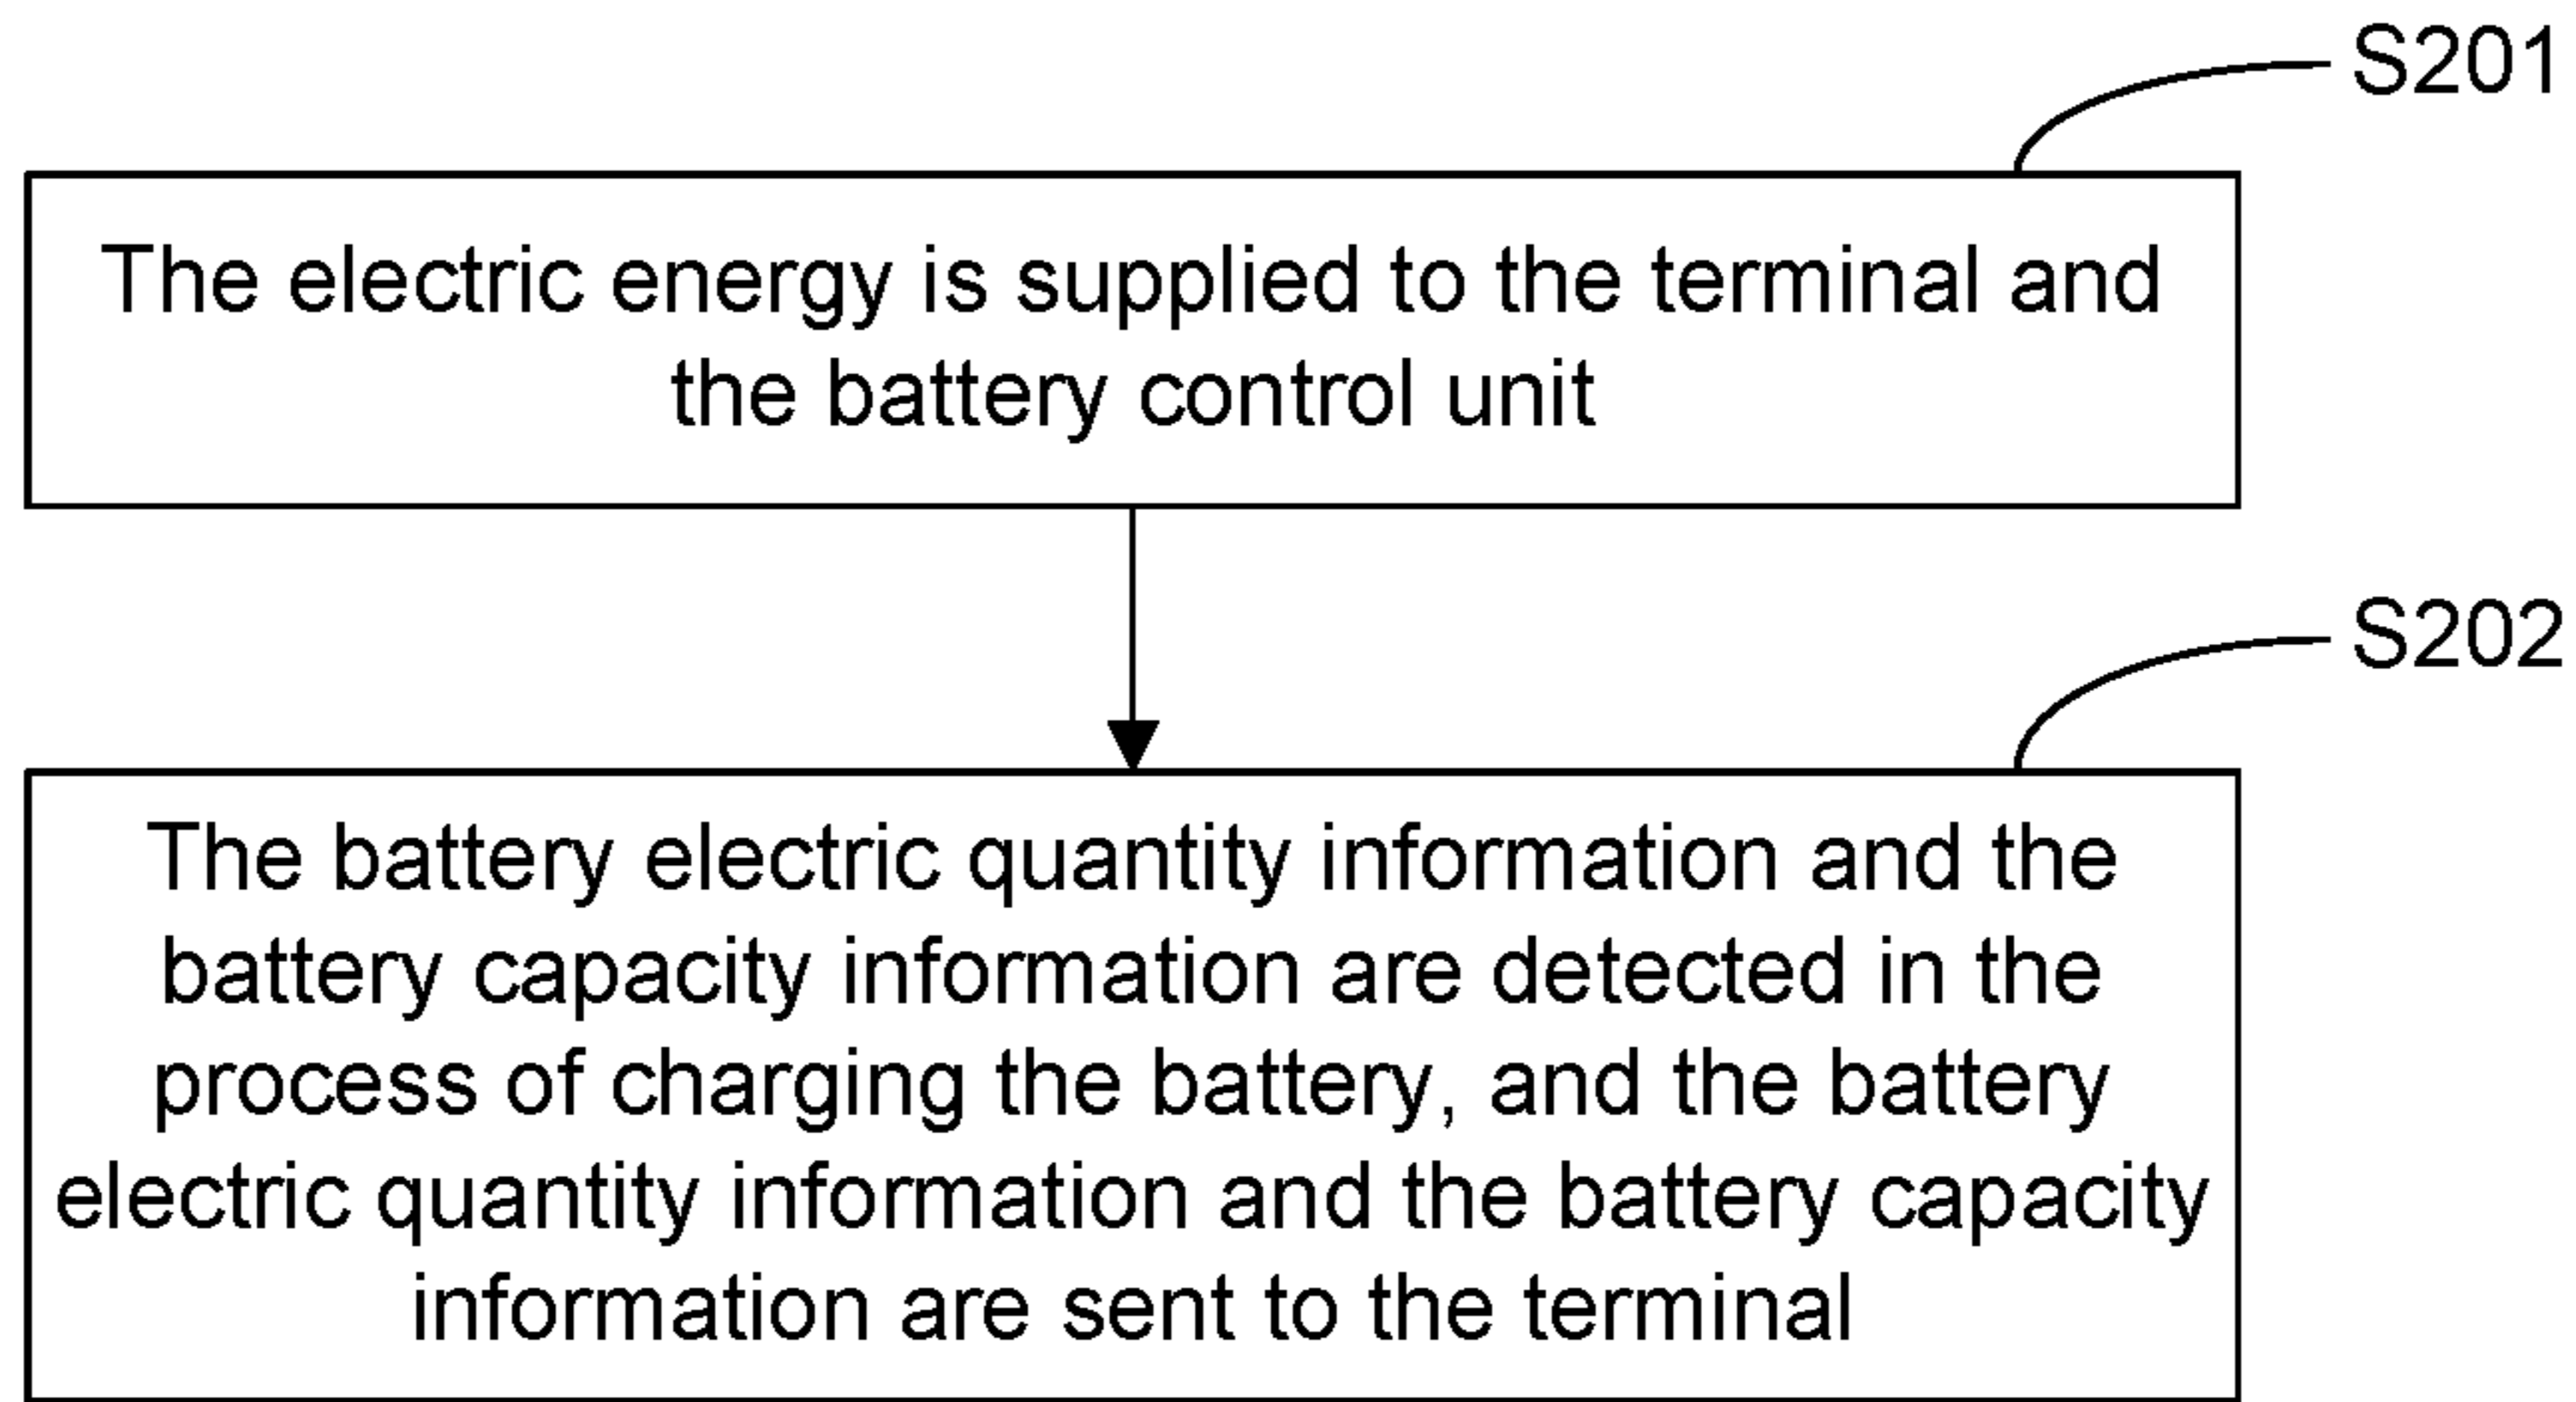 S201
The electric energy is supplied to the terminal and
the battery control unit
S202
The battery electric quantity information and the
battery capacity information are detected in the
process of charging the battery, and the battery
electric quantity information and the battery capacity
information are sent to the terminal